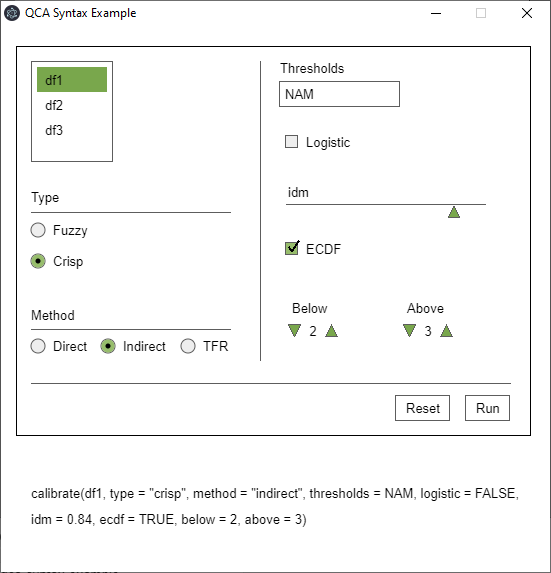 QCA Syntax Example
df1
df2
df3
Type
Fuzzy
Crisp
Method
Direct Indirect TFR
Thresholds
NAM
Logistic
idm
ECDF
Below Above
2 3
Reset Run
calibrate(df1, type = "crisp", method = "indirect", thresholds = NAM, logistic = FALSE,
idm = 0.84, ecdf = TRUE, below = 2, above = 3)